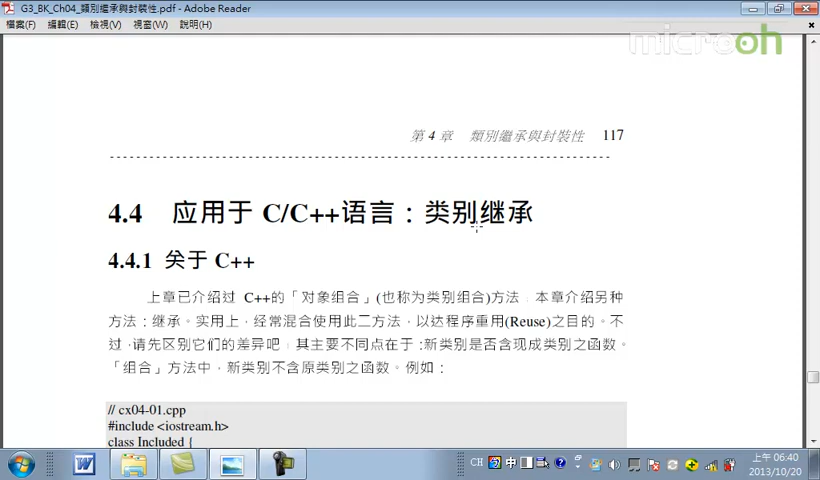 G3_BK_Ch04_類別繼承與封裝性.pdf - Adobe Reader
檔案(F) 編輯(E) 檢視(V) 視窗(W) 說明(H)
microoh
第 4 章 類別繼承與封裝性 117
4.4 应用于 C/C++语言：类别继承
4.4.1 关于 C++
上章已介绍过 C++的「对象组合」(也称为类别组合)方法，本章介绍另种
方法：继承。实用上，经常混合使用此二方法，以达程序重用(Reuse)之目的。不
过，请先区别它们的差异吧，其主要不同点在于：新类别是否含现成类别之函数。
「组合」方法中，新类别不含原类别之函数。例如：
// cx04-01.cpp
#include <iostream.h>
class Included {
CH 中
上午 06:40
2013/10/20